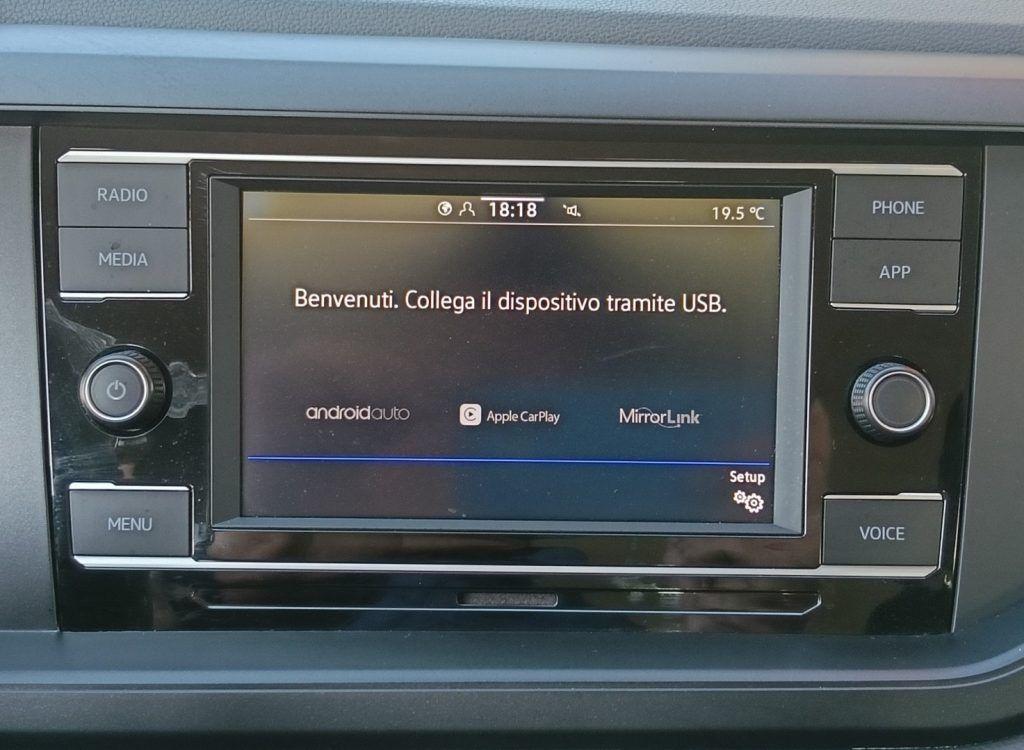 RADIO
MEDIA
MENU
18:18
19.5 °C
Benvenuti. Collega il dispositivo tramite USB.
androidauto
Apple CarPlay
MirrorLink
Setup
PHONE
APP
VOICE